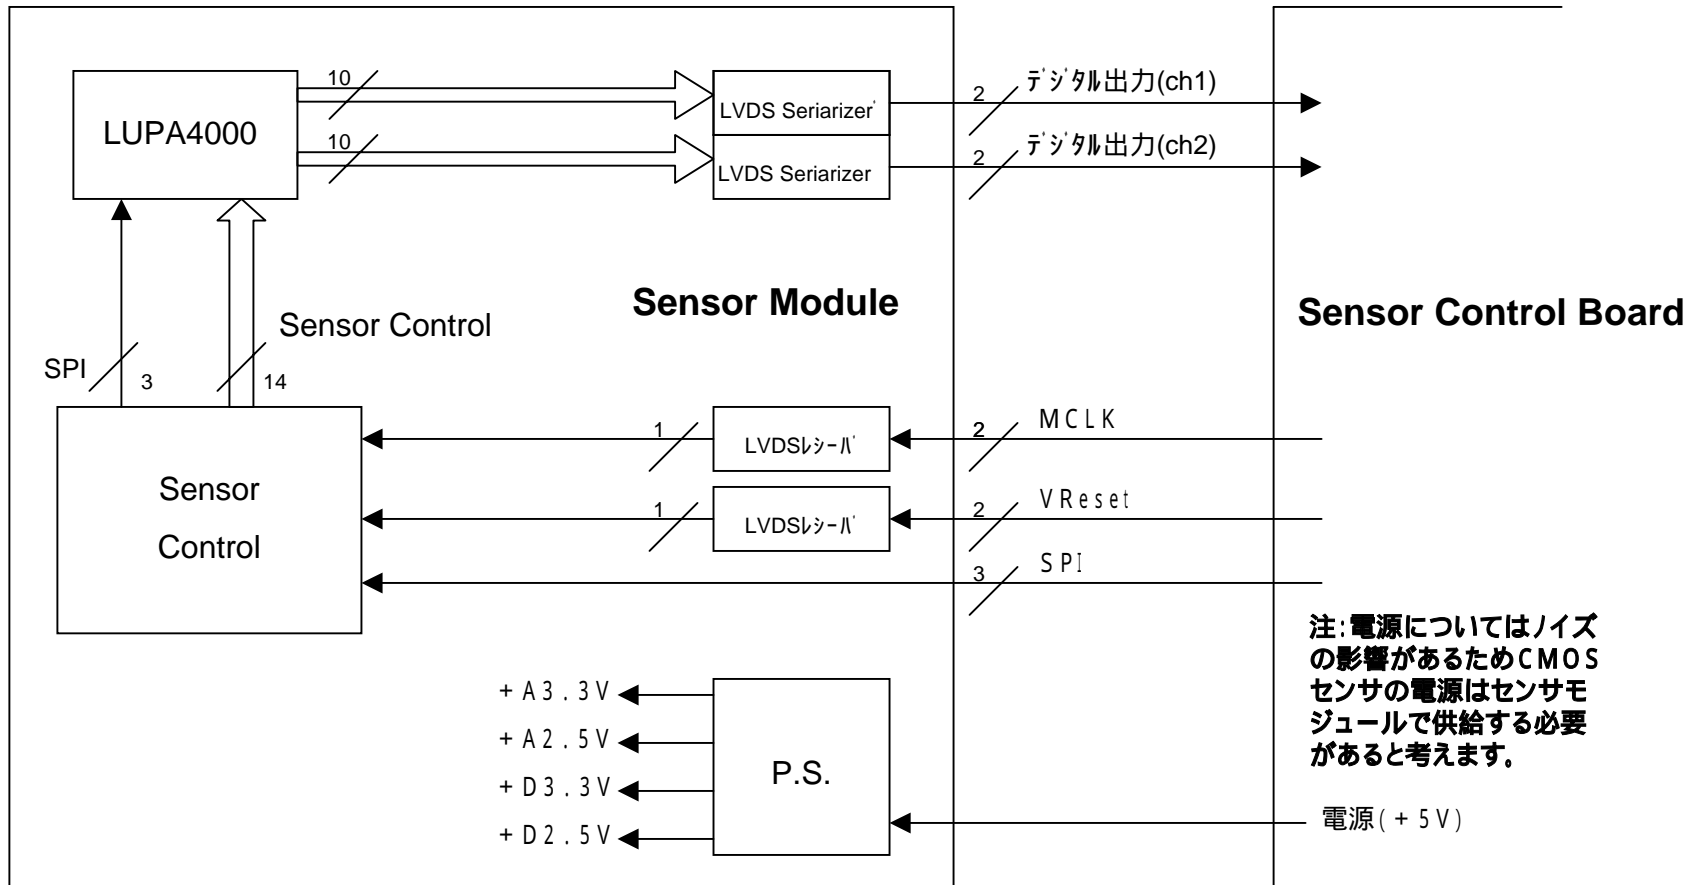 10
LVDS Seriarizer
2
ﾃﾞｼﾞﾀﾙ出力(ch1)
LUPA4000
10
LVDS Seriarizer
2
ﾃﾞｼﾞﾀﾙ出力(ch2)
Sensor Module
Sensor Control Board
Sensor Control
SPI
3
14
1
LVDSﾚｼｰﾊﾞ
2
MCLK
Sensor
Control
1
LVDSﾚｼｰﾊﾞ
2
VReset
3
SPI
注:電源についてはノイズ
の影響があるためCMOS
センサの電源はセンサモ
ジュールで供給する必要
があると考えます。
+A3.3V
+A2.5V
+D3.3V
+D2.5V
P.S.
電源(+5V)